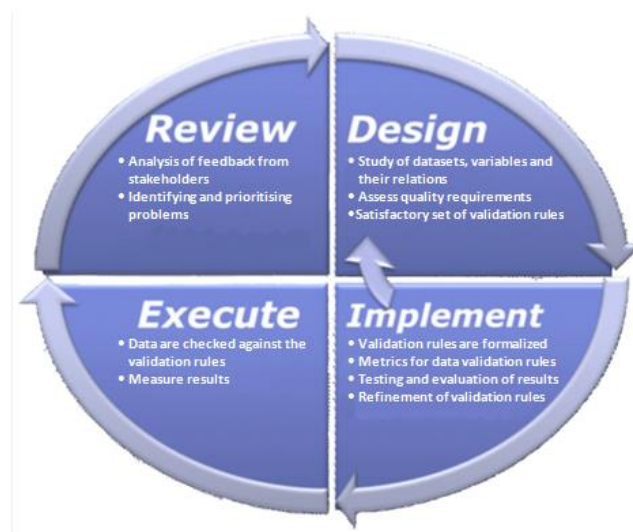 Review
• Analysis of feedback from
stakeholders
• Identifying and prioritising
problems
Design
• Study of datasets, variables and
their relations
• Assess quality requirements
•Satisfactory set of validation rules
Execute
• Data are checked against the
validation rules
• Measure results
Implement
• Validation rules are formalized
• Metrics for data validation rules
• Testing and evaluation of results
• Refinement of validation rules